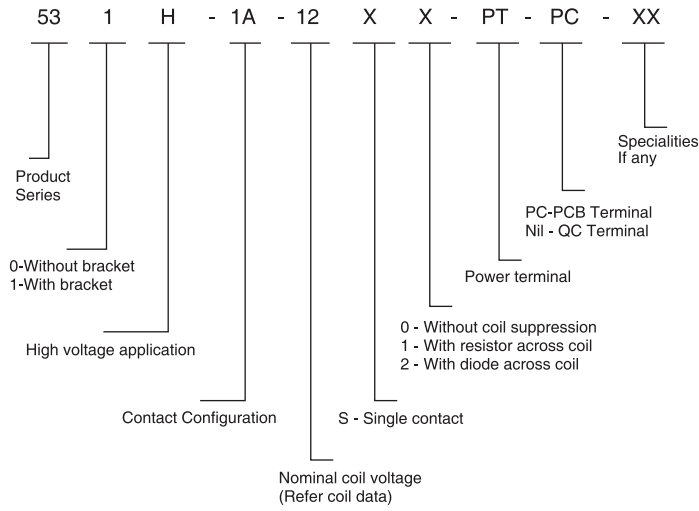 53 1 H - 1A - 12 X X - PT - PC - XX
Specialities
If any
Product
Series
PC-PCB Terminal
Nil - QC Terminal
0-Without bracket
1-With bracket
Power terminal
0 - Without coil suppression
1 - With resistor across coil
2 - With diode across coil
High voltage application
Contact Configuration
S - Single contact
Nominal coil voltage
(Refer coil data)